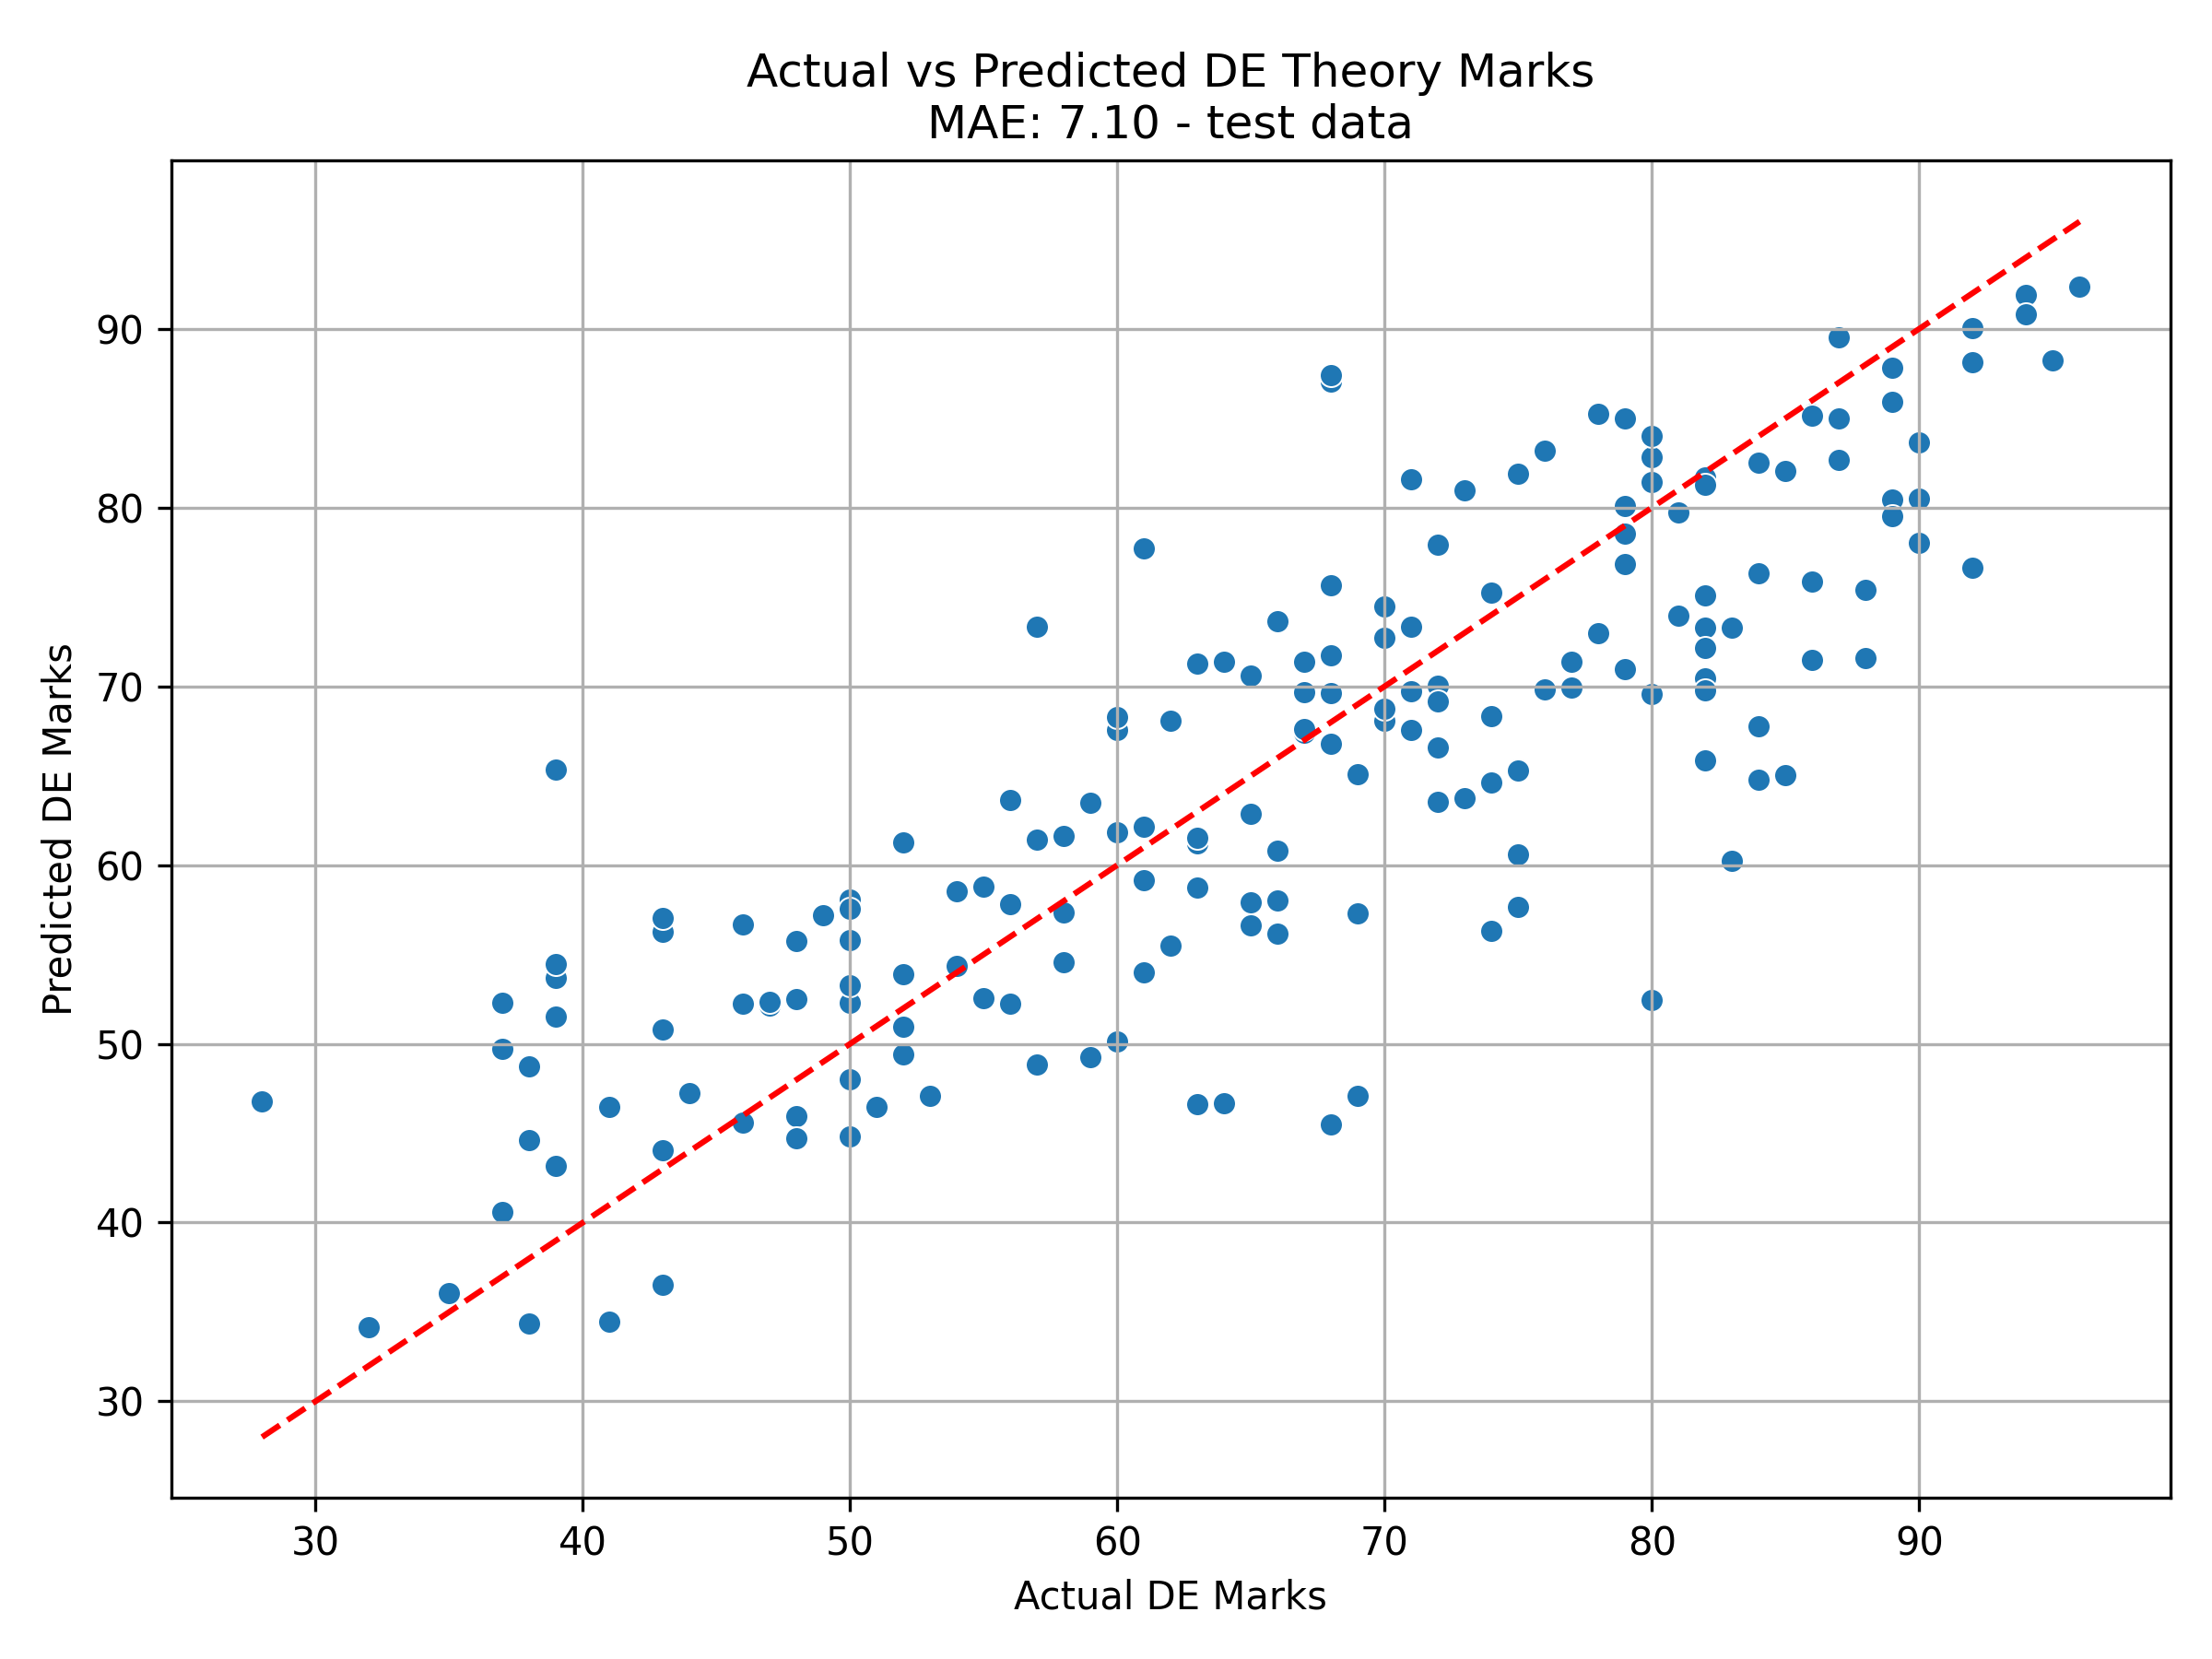 Actual vs Predicted DE Theory Marks
MAE: 7.10 - test data
Predicted DE Marks
90
80
70
60
50
40
30
30 40 50 60 70 80 90
Actual DE Marks